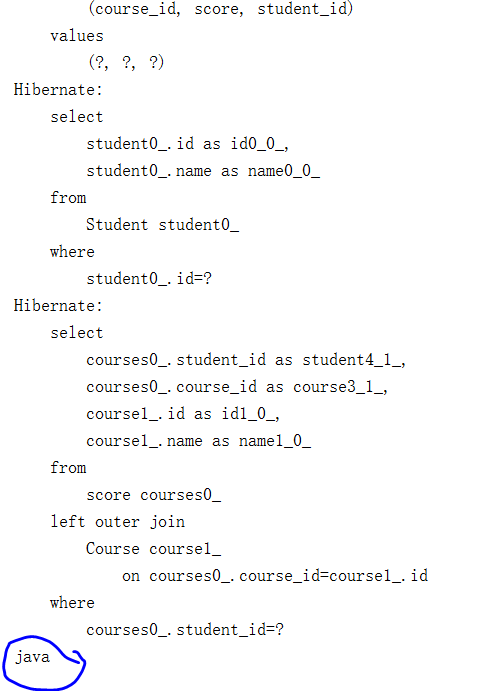 (course_id, score, student_id)
values
(?, ?, ?)
Hibernate:
select
student0_.id as id0_0_,
student0_.name as name0_0_
from
Student student0_
where
student0_.id=?
Hibernate:
select
courses0_.student_id as student4_1_,
courses0_.course_id as course3_1_,
course1_.id as id1_0_,
course1_.name as name1_0_
from
score courses0_
left outer join
Course course1_
on courses0_.course_id=course1_.id
where
courses0_.student_id=?
java